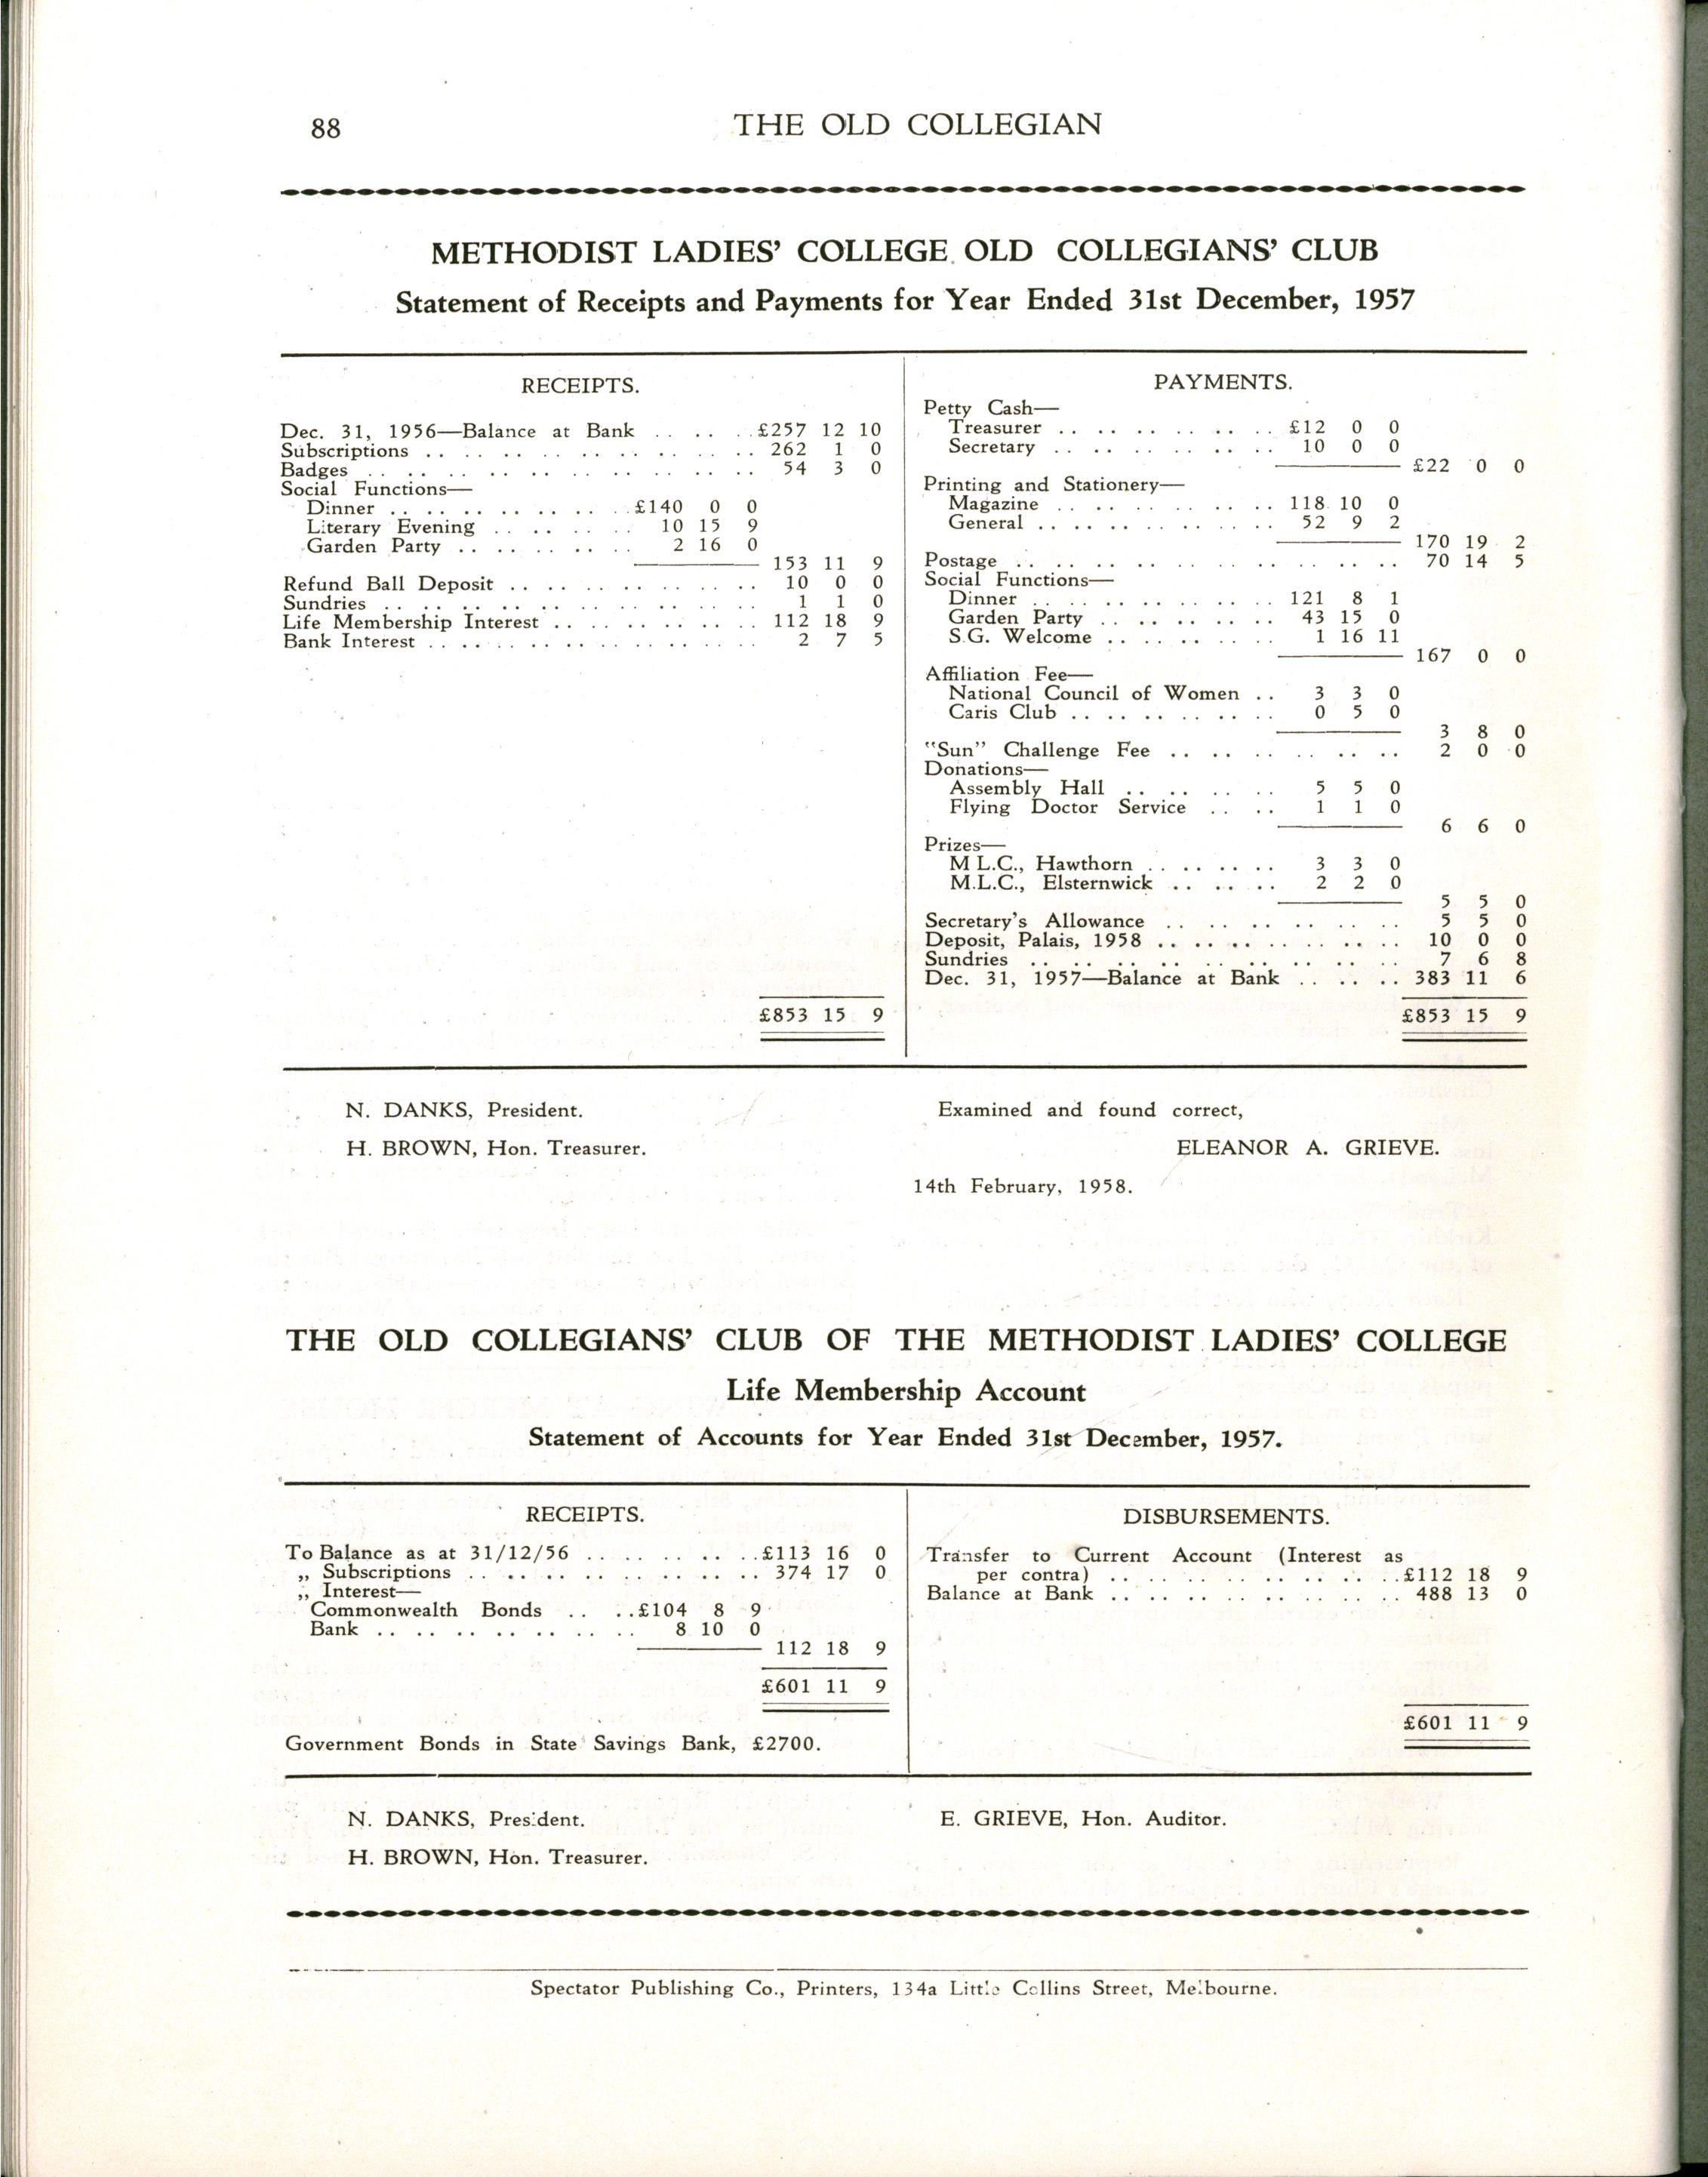 88
THE OLD COLLEGIAN
METHODIST LADIES' COLLEGE OLD COLLEGIANS' CLUB
Statement of Receipts and Payments for Year Ended 31st December, 1957
RECEIPTS.
Dec. 31, 1956—Balance at Bank .. .. .. £257 12 10
Subscriptions .. .. .. .. .. .. .. .. .. .. 262 1 0
Badges .. .. .. .. .. .. .. .. .. .. .. 54 3 0
Social Functions—
Dinner .. .. .. .. .. .. .. £140 0 0
Literary Evening .. .. .. .. 10 15 9
Garden Party .. .. .. .. .. 2 16 0
153 11 9
Refund Ball Deposit .. .. .. .. .. .. .. 10 0 0
Sundries .. .. .. .. .. .. .. .. .. .. 1 1 0
Life Membership Interest .. .. .. .. .. .. 112 18 9
Bank Interest .. .. .. .. .. .. .. .. .. 2 7 5
£853 15 9
PAYMENTS.
Petty Cash—
Treasurer .. .. .. .. .. .. .. £12 0 0
Secretary .. .. .. .. .. .. .. 10 0 0
£22 0 0
Printing and Stationery—
Magazine .. .. .. .. .. .. .. 118 10 0
General .. .. .. .. .. .. .. 52 9 2
170 19 2
Postage .. .. .. .. .. .. .. .. .. .. .. 70 14 5
Social Functions—
Dinner .. .. .. .. .. .. .. 121 8 1
Garden Party .. .. .. .. .. 43 15 0
S.G. Welcome .. .. .. .. .. 1 16 11
167 0 0
Affiliation Fee—
National Council of Women .. 3 3 0
Caris Club .. .. .. .. .. .. 0 5 0
3 8 0
"Sun" Challenge Fee .. .. .. .. .. .. 2 0 0
Donations—
Assembly Hall .. .. .. .. 5 5 0
Flying Doctor Service .. .. 1 1 0
6 6 0
Prizes—
M L.C., Hawthorn .. .. .. .. 3 3 0
M.L.C., Elsternwick .. .. .. 2 2 0
5 5 0
Secretary's Allowance .. .. .. .. .. .. 5 5 0
Deposit, Palais, 1958 .. .. .. .. .. .. .. 10 0 0
Sundries .. .. .. .. .. .. .. .. .. .. 7 6 8
Dec. 31, 1957—Balance at Bank .. .. .. 383 11 6
£853 15 9
N. DANKS, President.
H. BROWN, Hon. Treasurer.
Examined and found correct,
ELEANOR A. GRIEVE.
14th February, 1958.
THE OLD COLLEGIANS' CLUB OF THE METHODIST LADIES' COLLEGE
Life Membership Account
Statement of Accounts for Year Ended 31st December, 1957.
RECEIPTS.
To Balance as at 31/12/56 .. .. .. .. .. £113 16 0
,, Subscriptions .. .. .. .. .. .. .. .. 374 17 0
,, Interest—
Commonwealth Bonds .. .. £104 8 9
Bank .. .. .. .. .. .. .. 8 10 0
112 18 9
£601 11 9
Government Bonds in State Savings Bank, £2700.
DISBURSEMENTS.
Transfer to Current Account (Interest as
per contra) .. .. .. .. .. .. .. .. £112 18 9
Balance at Bank .. .. .. .. .. .. .. .. 488 13 0
£601 11 9
N. DANKS, President.
H. BROWN, Hon. Treasurer.
E. GRIEVE, Hon. Auditor.
Spectator Publishing Co., Printers, 134a Little Collins Street, Melbourne.